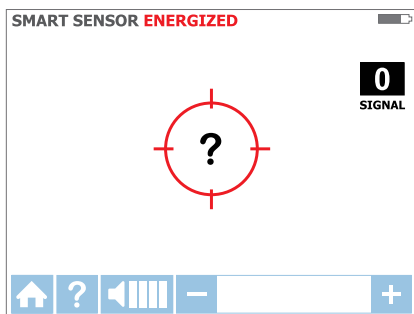 SMART SENSOR ENERGIZED
0
SIGNAL
?
?
− +